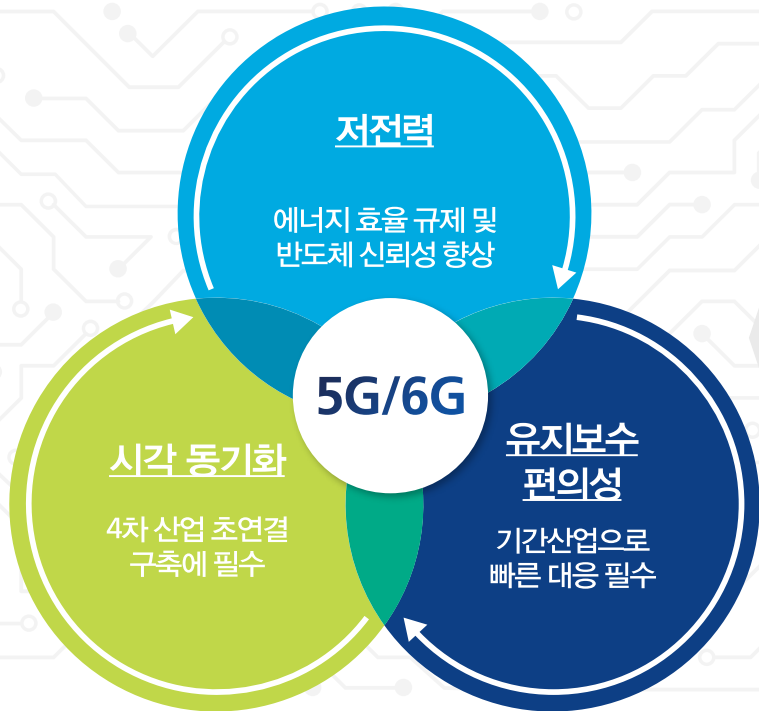 저전력
에너지 효율 규제 및
반도체 신뢰성 향상
5G/6G
시각 동기화
4차 산업 초연결
구축에 필수
유지보수
편의성
기간산업으로
빠른 대응 필수